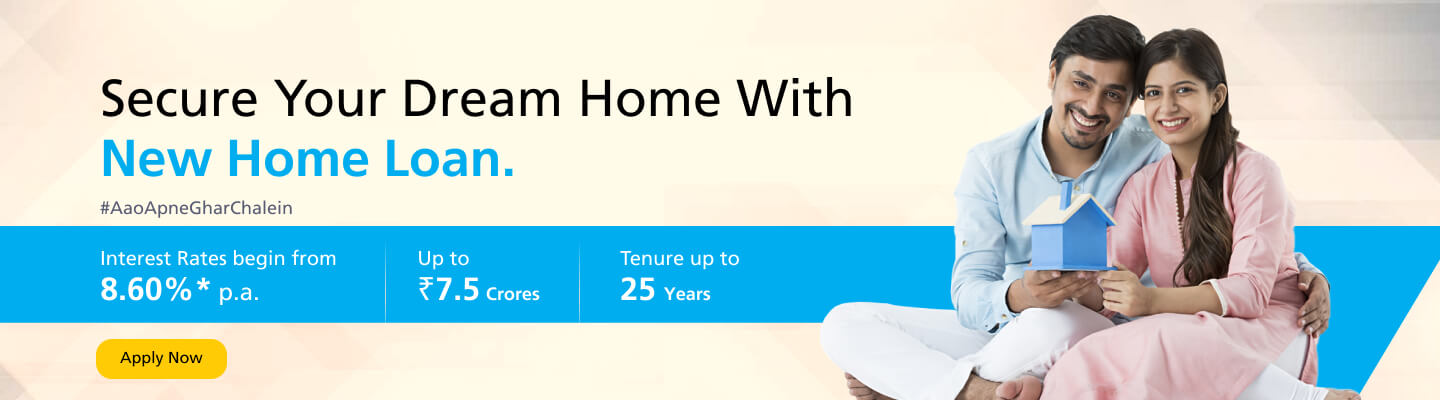 Secure Your Dream Home With
New Home Loan.
#AaoApneGharChalein
Interest Rates begin from
8.60%* p.a.
Up to
₹7.5 Crores
Tenure up to
25 Years
Apply Now